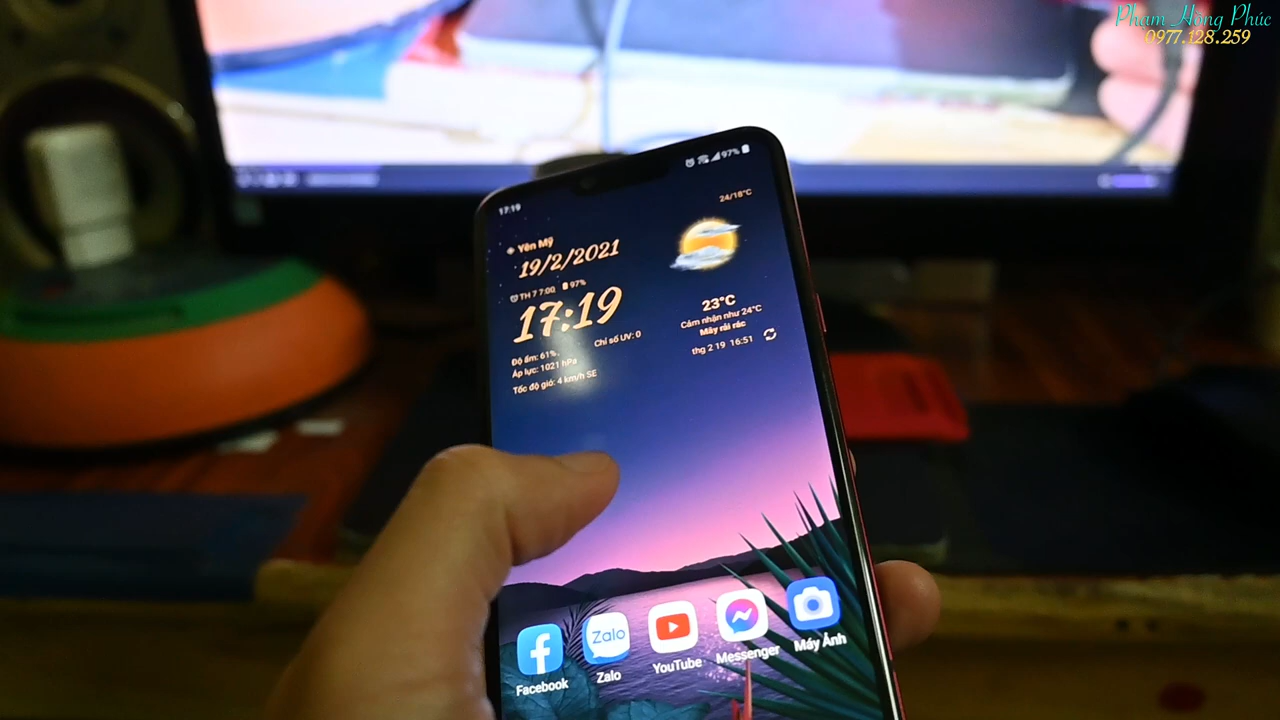 Phạm Hồng Phúc
0977.128.259
17:19
97%
24/18°C
Yên Mỹ
19/2/2021
TH 7 7:00 97%
17:19
Độ ẩm: 61%
Chỉ số UV: 0
Áp lực: 1021 hPa
Tốc độ gió: 4 km/h SE
23°C
Cảm nhận như 24°C
Mây rải rác
thg 2 19 16:51
Facebook
Zalo
Zalo
YouTube
Messenger
Máy Ảnh